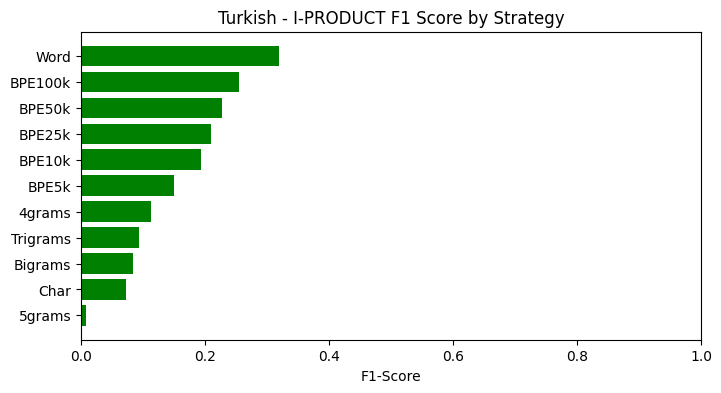 Turkish - I-PRODUCT F1 Score by Strategy
Word
BPE100k
BPE50k
BPE25k
BPE10k
BPE5k
4grams
Trigrams
Bigrams
Char
5grams
0.0 0.2 0.4 0.6 0.8 1.0
F1-Score